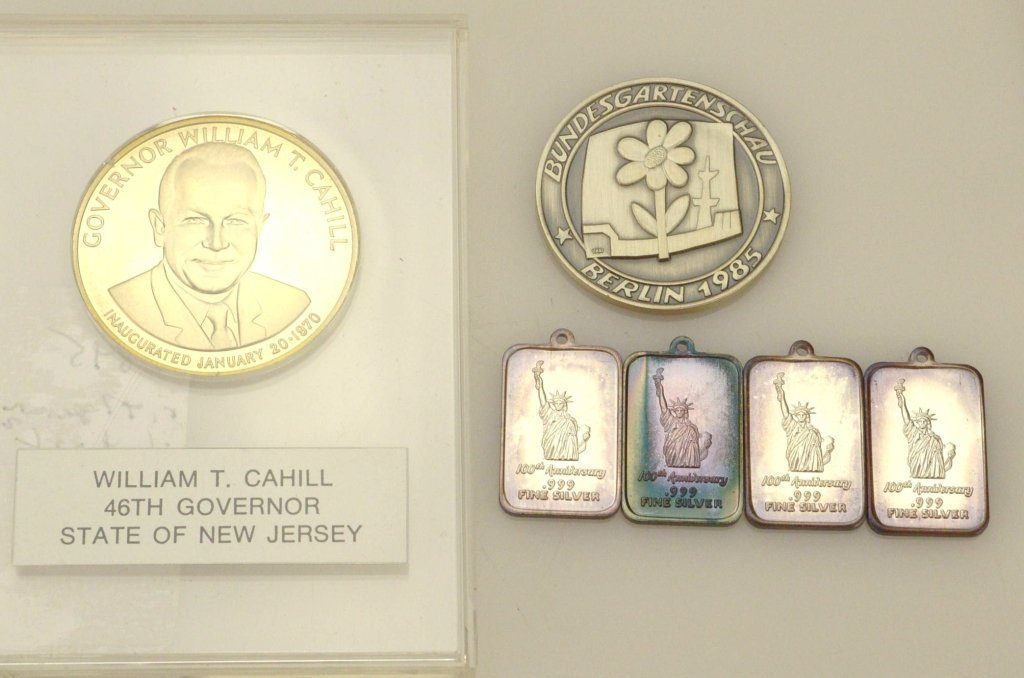 GOVERNOR WILLIAM T. CAHILL
INAUGURATED JANUARY 20·1970
WILLIAM T. CAHILL
46TH GOVERNOR
STATE OF NEW JERSEY
BUNDESGARTENSCHAU
BERLIN 1985
100th Anniversary
.999
FINE SILVER
100th Anniversary
.999
FINE SILVER
100th Anniversary
.999
FINE SILVER
100th Anniversary
.999
FINE SILVER